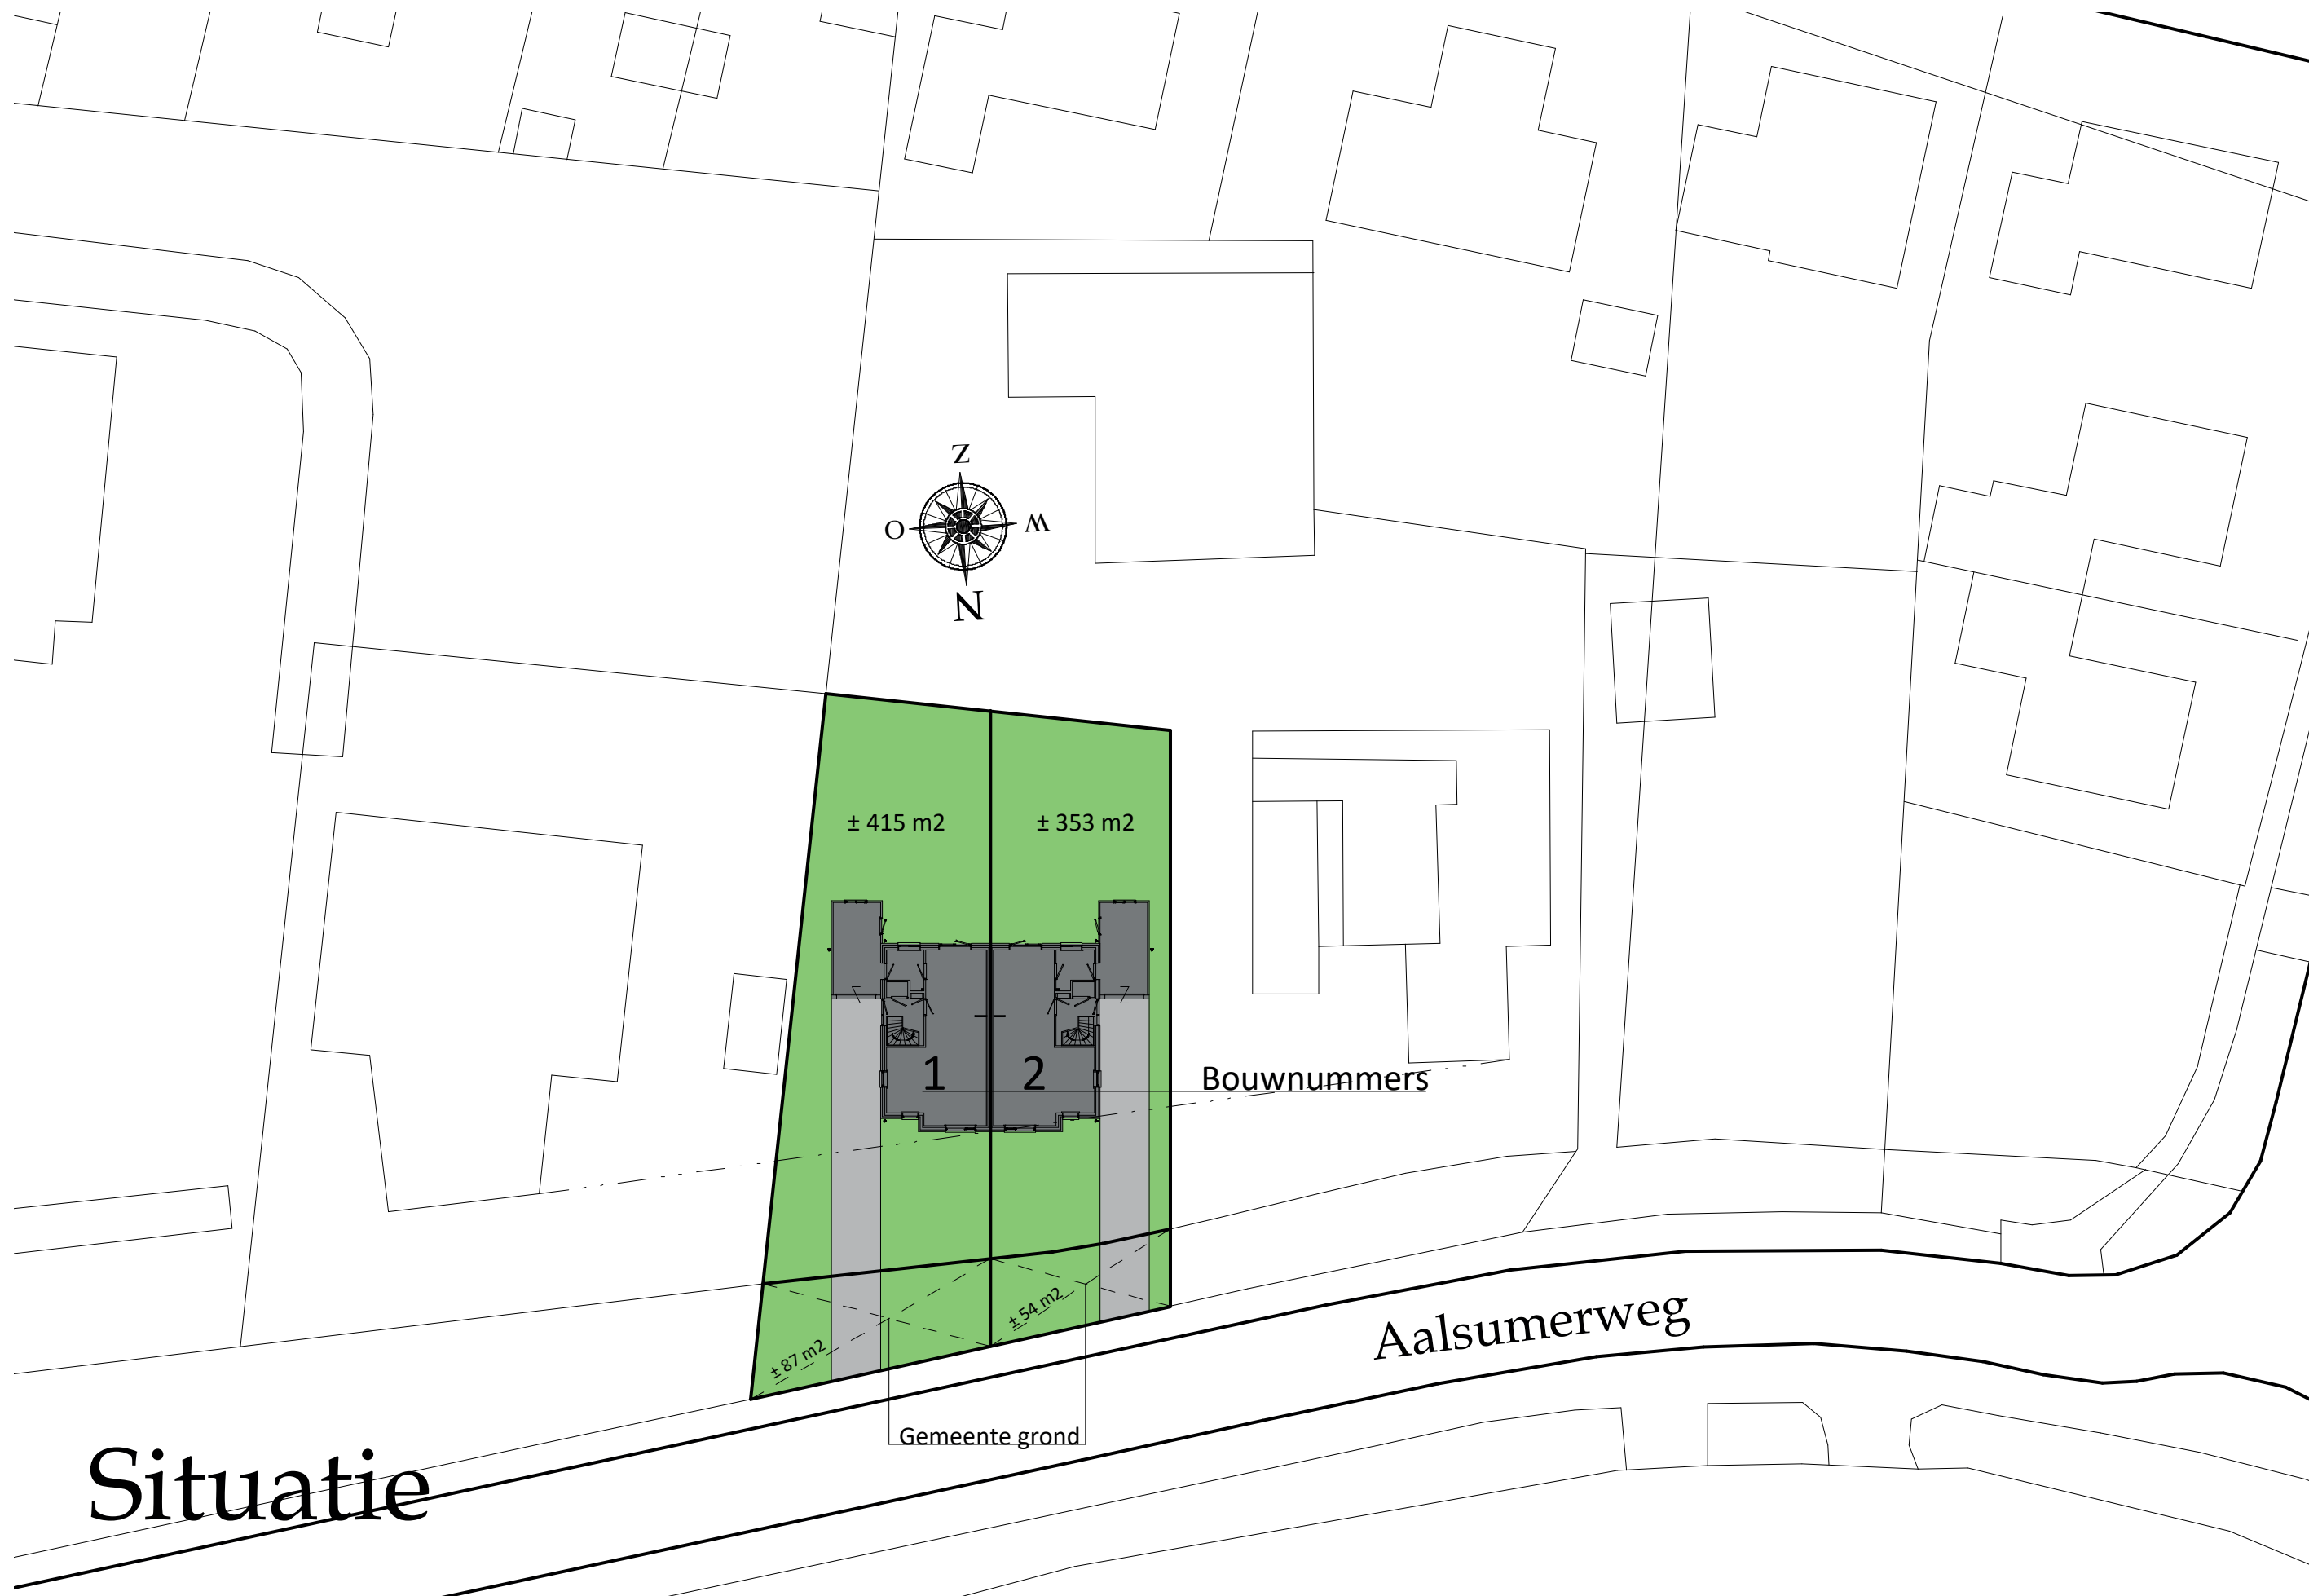 Z
O
W
N
± 415 m2
± 353 m2
1
2
Bouwnummers
± 54 m2
± 87 m2
Aalsumerweg
Gemeente grond
Situatie